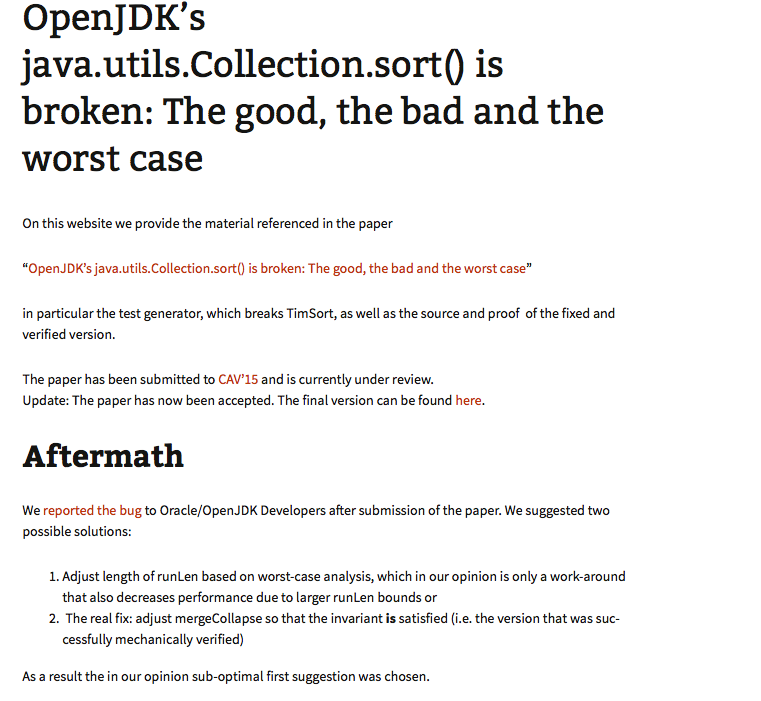 OpenJDK’s
java.utils.Collection.sort() is
broken: The good, the bad and the
worst case
On this website we provide the material referenced in the paper
“OpenJDK’s java.utils.Collection.sort() is broken: The good, the bad and the worst case”
in particular the test generator, which breaks TimSort, as well as the source and proof of the fixed and
verified version.
The paper has been submitted to CAV’15 and is currently under review.
Update: The paper has now been accepted. The final version can be found here.
Aftermath
We reported the bug to Oracle/OpenJDK Developers after submission of the paper. We suggested two
possible solutions:
1. Adjust length of runLen based on worst-case analysis, which in our opinion is only a work-around
that also decreases performance due to larger runLen bounds or
2. The real fix: adjust mergeCollapse so that the invariant is satisfied (i.e. the version that was suc-
cessfully mechanically verified)
As a result the in our opinion sub-optimal first suggestion was chosen.